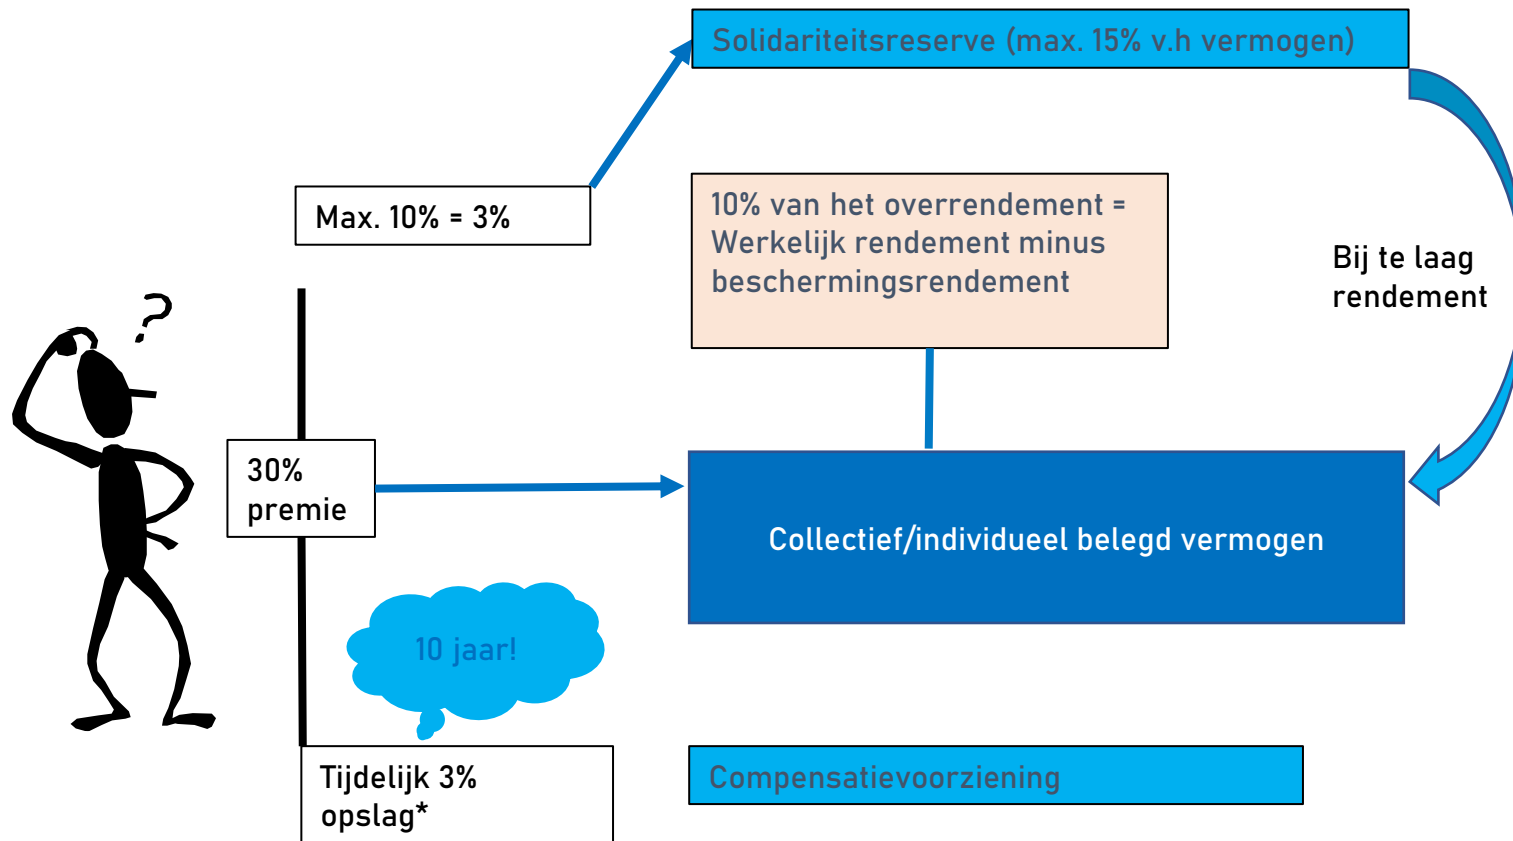 Solidariteitsreserve (max. 15% v.h vermogen)
Max. 10% = 3%
10% van het overrendement =
Werkelijk rendement minus
beschermingsrendement
Bij te laag
rendement
?
30%
premie
Collectief/individueel belegd vermogen
10 jaar!
Tijdelijk 3%
opslag*
Compensatievoorziening